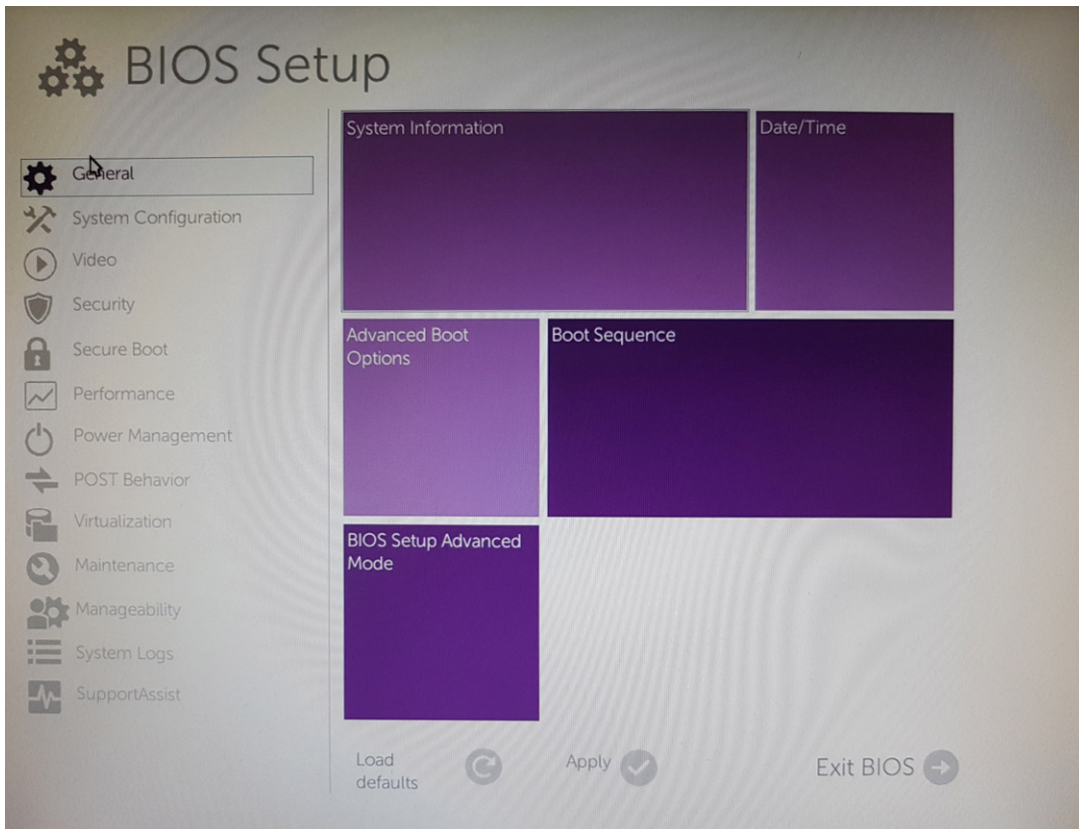 BIOS Setup
General
System Configuration
Video
Security
Secure Boot
Performance
Power Management
POST Behavior
Virtualization
Maintenance
Manageability
System Logs
SupportAssist
System Information
Date/Time
Advanced Boot
Options
Boot Sequence
BIOS Setup Advanced
Mode
Load
defaults
Apply
Exit BIOS